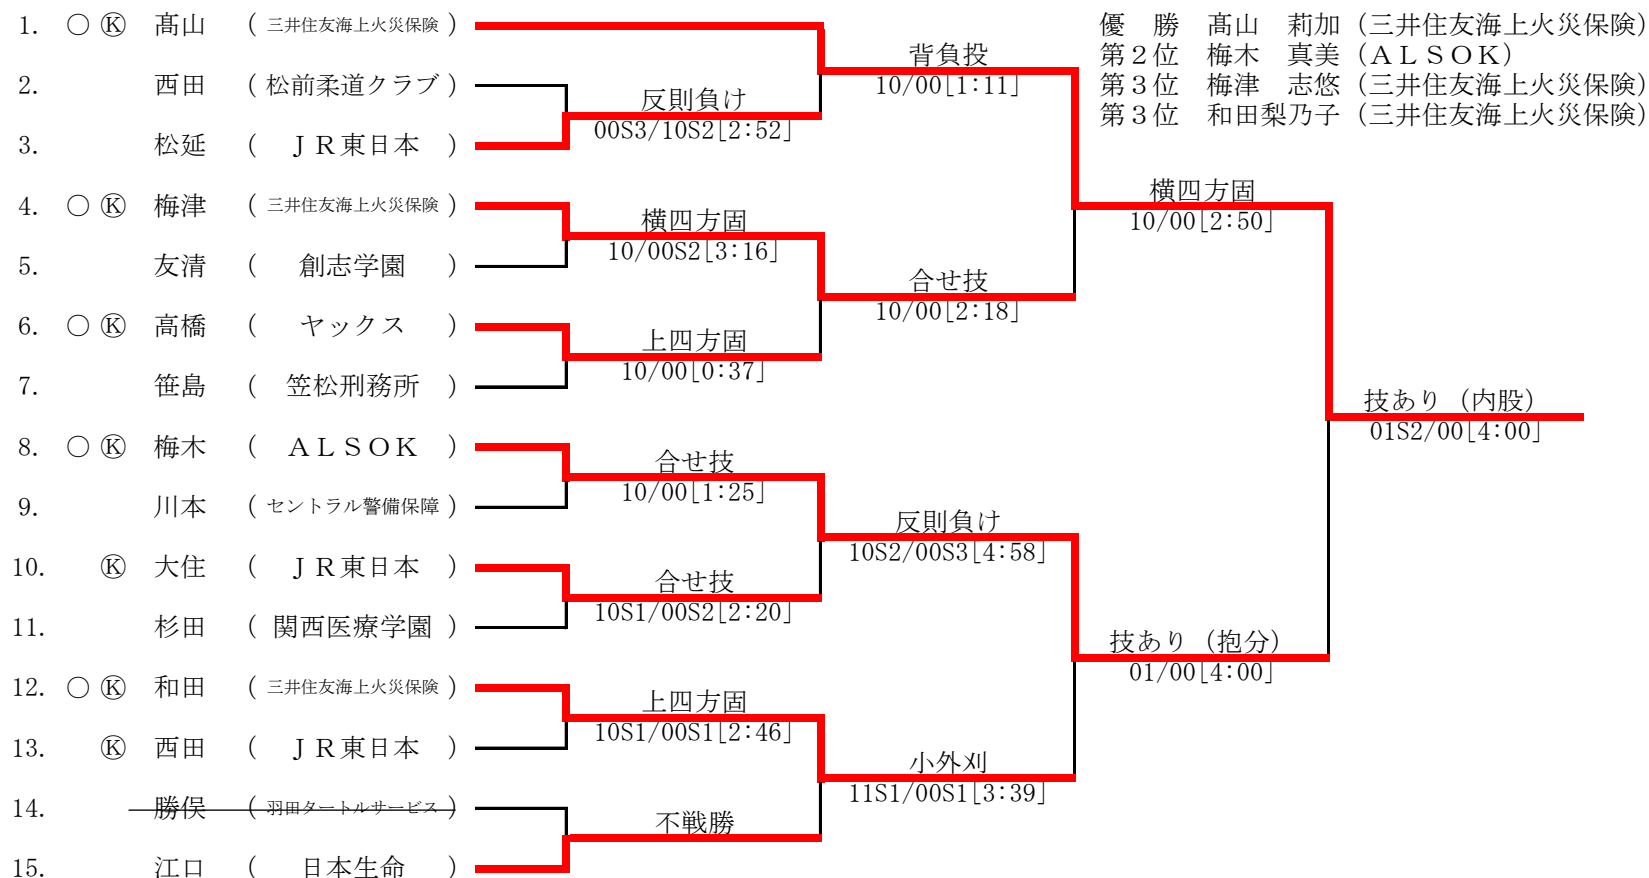 1. ○ Ⓚ 髙山 ( 三井住友海上火災保険 )
2. 西田 ( 松前柔道クラブ )
3. 松延 ( ＪＲ東日本 )
4. ○ Ⓚ 梅津 ( 三井住友海上火災保険 )
5. 友清 ( 創志学園 )
6. ○ Ⓚ 高橋 ( ヤックス )
7. 笹島 ( 笠松刑務所 )
8. ○ Ⓚ 梅木 ( ＡＬＳＯＫ )
9. 川本 ( セントラル警備保障 )
10. Ⓚ 大住 ( ＪＲ東日本 )
11. 杉田 ( 関西医療学園 )
12. ○ Ⓚ 和田 ( 三井住友海上火災保険 )
13. Ⓚ 西田 ( ＪＲ東日本 )
14. 勝俣 ( 羽田タートルサービス )
15. 江口 ( 日本生命 )
反則負け
00S3/10S2[2:52]
横四方固
10/00S2[3:16]
上四方固
10/00[0:37]
合せ技
10/00[1:25]
合せ技
10S1/00S2[2:20]
上四方固
10S1/00S1[2:46]
不戦勝
背負投
10/00[1:11]
合せ技
10/00[2:18]
反則負け
10S2/00S3[4:58]
小外刈
11S1/00S1[3:39]
横四方固
10/00[2:50]
技あり（抱分）
01/00[4:00]
技あり（内股）
01S2/00[4:00]
優　勝　髙山　莉加（三井住友海上火災保険）
第２位　梅木　真美（ＡＬＳＯＫ）
第３位　梅津　志悠（三井住友海上火災保険）
第３位　和田梨乃子（三井住友海上火災保険）